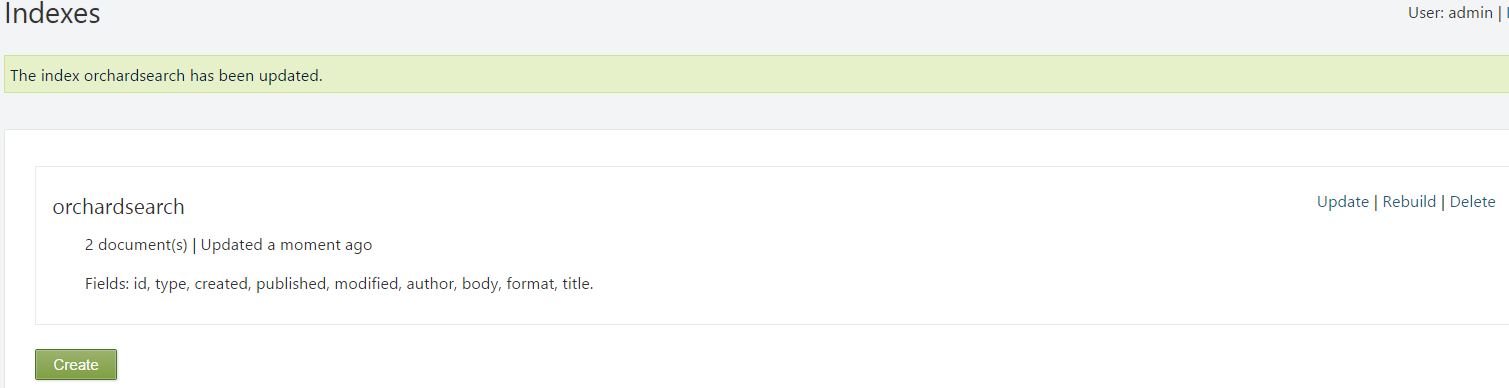 Indexes
User: admin |
The index orchardsearch has been updated.
orchardsearch
Update | Rebuild | Delete
2 document(s) | Updated a moment ago
Fields: id, type, created, published, modified, author, body, format, title.
Create